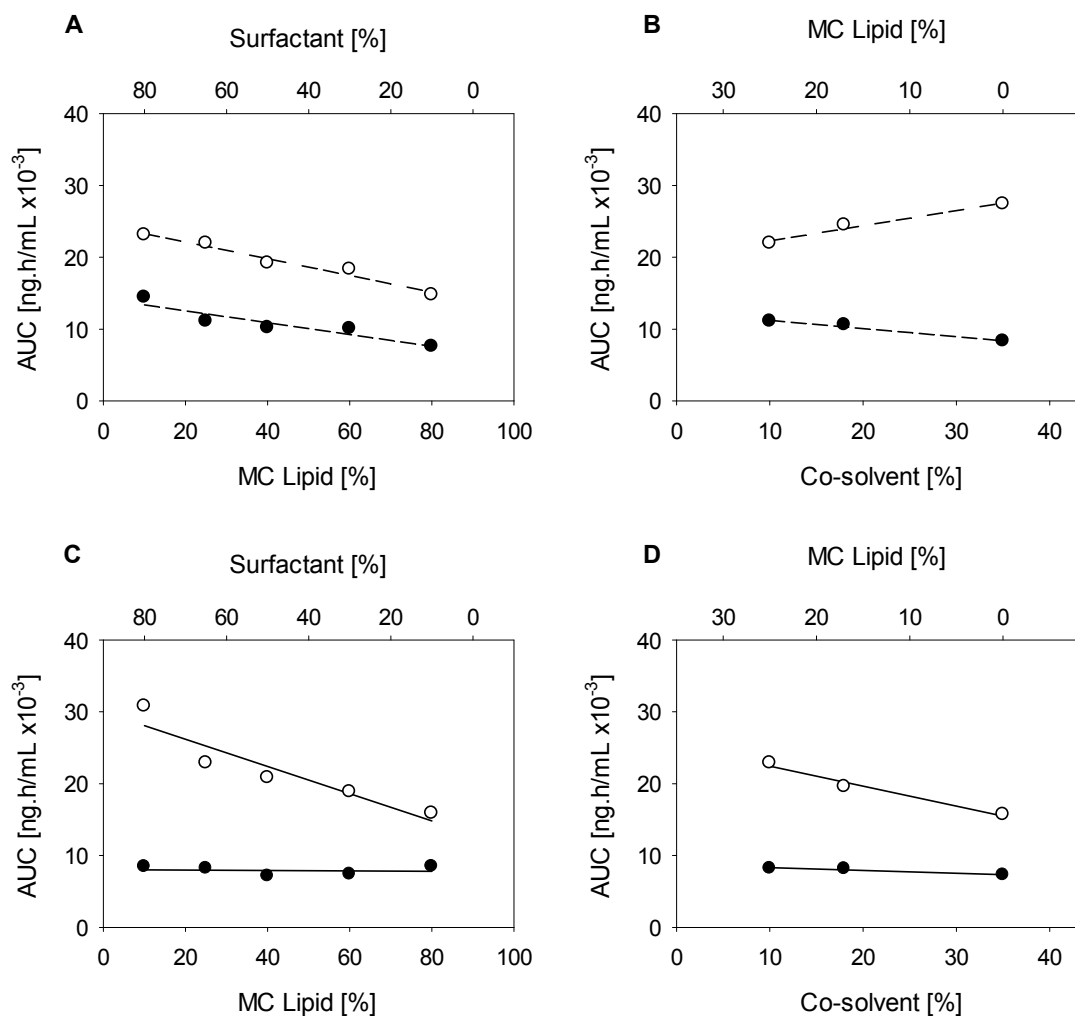 A
Surfactant [%]
80 60 40 20 0
AUC [ng.h/mL x10⁻³]
40
30
20
10
0
0 20 40 60 80 100
MC Lipid [%]
B
MC Lipid [%]
30 20 10 0
AUC [ng.h/mL x10⁻³]
40
30
20
10
0
0 10 20 30 40
Co-solvent [%]
C
Surfactant [%]
80 60 40 20 0
AUC [ng.h/mL x10⁻³]
40
30
20
10
0
0 20 40 60 80 100
MC Lipid [%]
D
MC Lipid [%]
30 20 10 0
AUC [ng.h/mL x10⁻³]
40
30
20
10
0
0 10 20 30 40
Co-solvent [%]